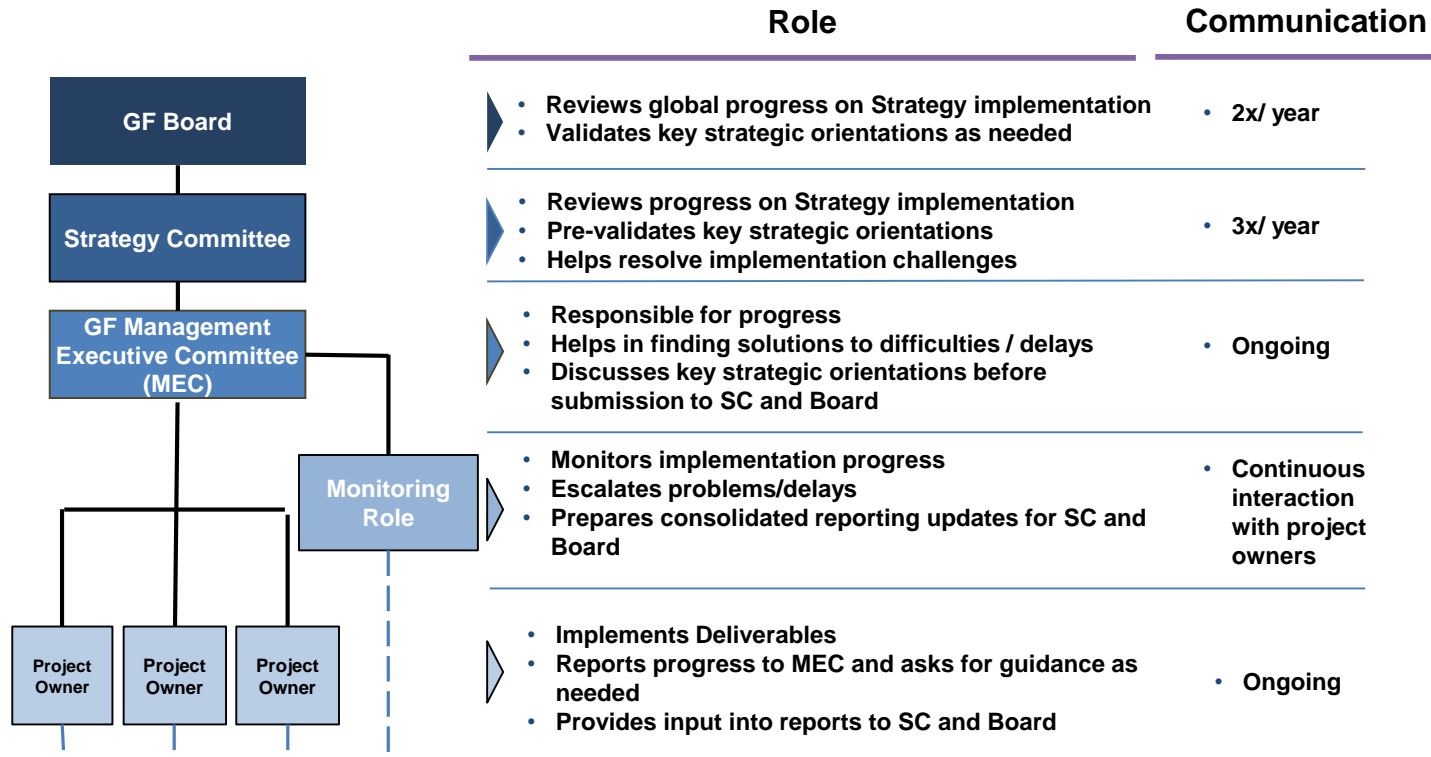 Role
Communication
GF Board
• Reviews global progress on Strategy implementation
• Validates key strategic orientations as needed
• 2x/ year
Strategy Committee
• Reviews progress on Strategy implementation
• Pre-validates key strategic orientations
• Helps resolve implementation challenges
• 3x/ year
GF Management
Executive Committee
(MEC)
• Responsible for progress
• Helps in finding solutions to difficulties / delays
• Discusses key strategic orientations before
submission to SC and Board
• Ongoing
Monitoring
Role
• Monitors implementation progress
• Escalates problems/delays
• Prepares consolidated reporting updates for SC and
Board
• Continuous
interaction
with project
owners
Project
Owner
Project
Owner
Project
Owner
• Implements Deliverables
• Reports progress to MEC and asks for guidance as
needed
• Provides input into reports to SC and Board
• Ongoing